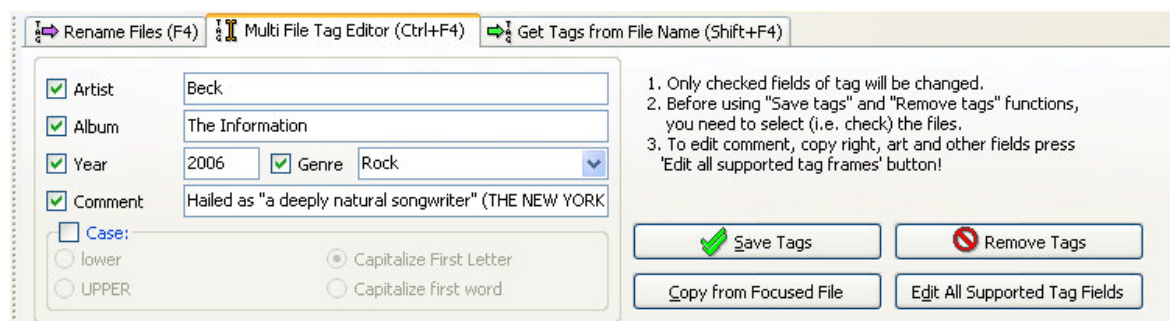 Rename Files (F4) Multi File Tag Editor (Ctrl+F4) Get Tags from File Name (Shift+F4)
Artist Beck
Album The Information
Year 2006 Genre Rock
Comment Hailed as "a deeply natural songwriter" (THE NEW YORK
Case:
lower Capitalize First Letter
UPPER Capitalize first word
1. Only checked fields of tag will be changed.
2. Before using "Save tags" and "Remove tags" functions,
you need to select (i.e. check) the files.
3. To edit comment, copy right, art and other fields press
'Edit all supported tag frames' button!
Save Tags Remove Tags
Copy from Focused File Edit All Supported Tag Fields